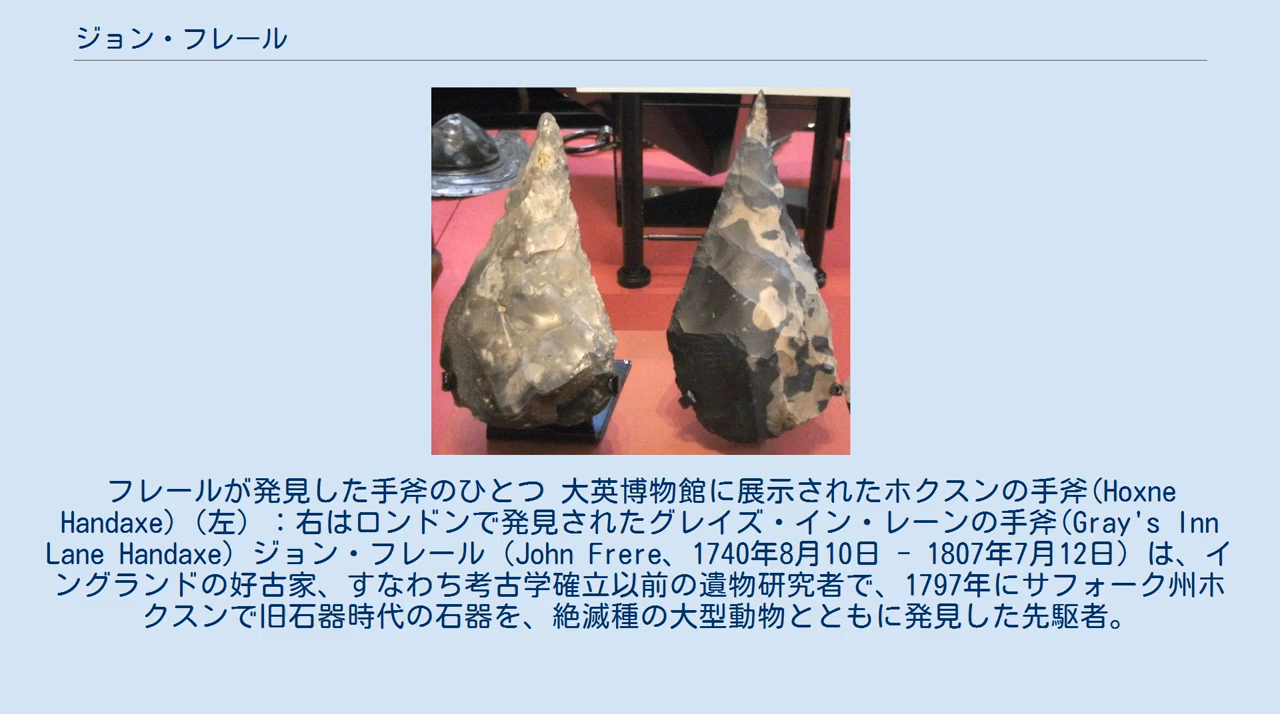 ジョン・フレール
フレールが発見した手斧のひとつ 大英博物館に展示されたホクスンの手斧(Hoxne
Handaxe)（左）：右はロンドンで発見されたグレイズ・イン・レーンの手斧(Gray's Inn
Lane Handaxe) ジョン・フレール（John Frere、1740年8月10日 - 1807年7月12日）は、イ
ングランドの好古家、すなわち考古学確立以前の遺物研究者で、1797年にサフォーク州ホ
クスンで旧石器時代の石器を、絶滅種の大型動物とともに発見した先駆者。